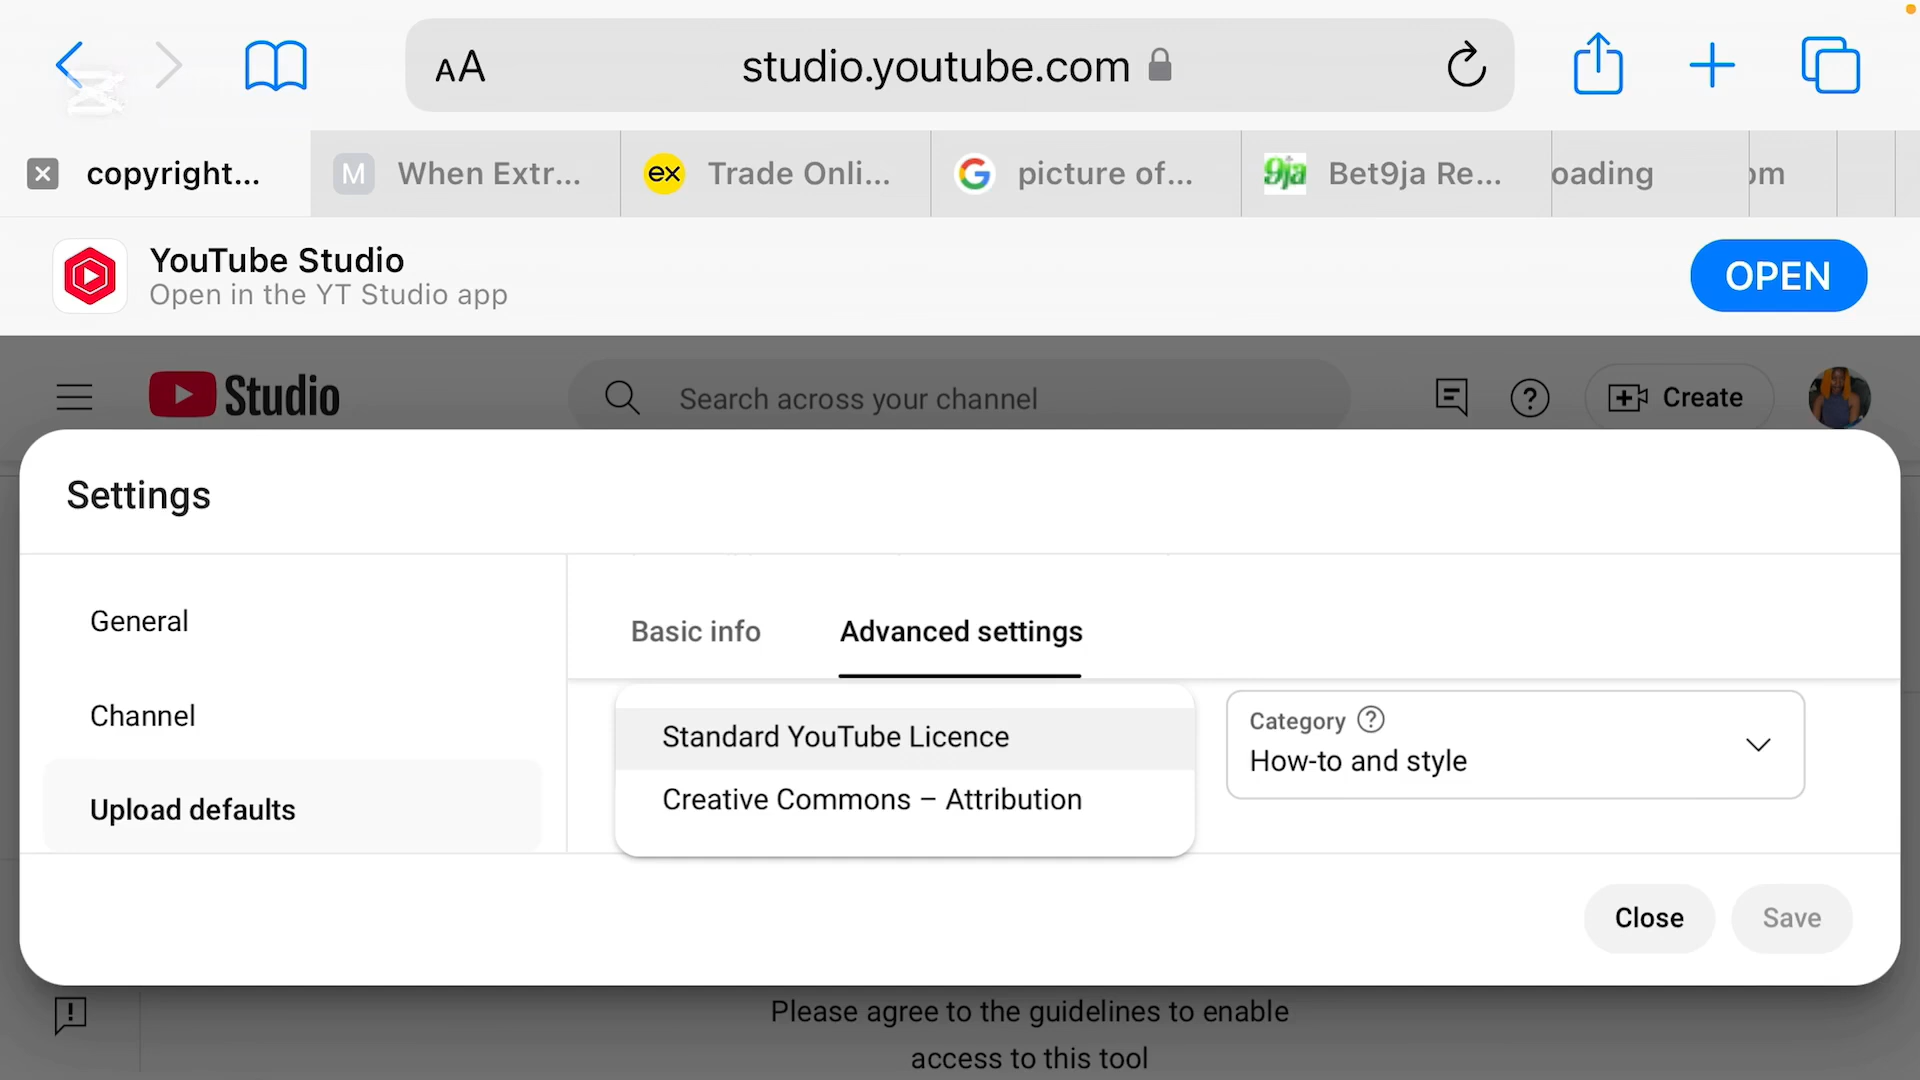 AA
studio.youtube.com
copyright...
M When Extr...
ex Trade Onli...
G picture of...
9ja Bet9ja Re...
oading
om
YouTube Studio
Open in the YT Studio app
OPEN
Studio
Search across your channel
Create
Settings
General
Channel
Upload defaults
Basic info
Advanced settings
Standard YouTube Licence
Creative Commons – Attribution
Category
How-to and style
Close
Save
Please agree to the guidelines to enable
access to this tool